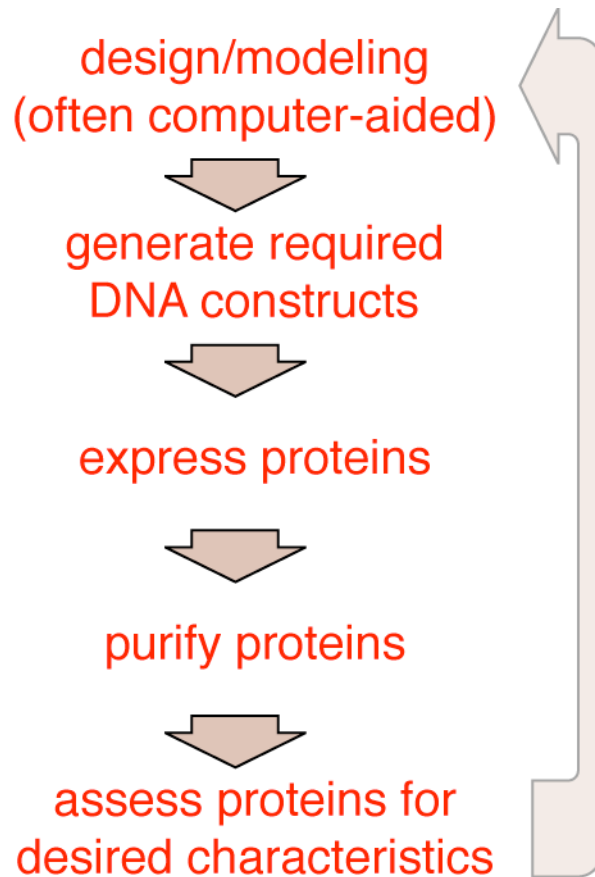 design/modeling
(often computer-aided)
generate required
DNA constructs
express proteins
purify proteins
assess proteins for
desired characteristics